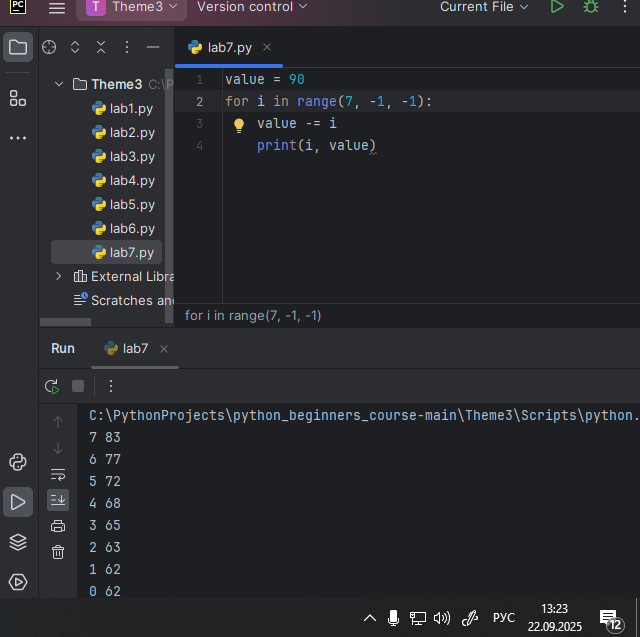 PC T Theme3 Version control Current File
lab7.py
Theme3 C:\P
lab1.py
lab2.py
lab3.py
lab4.py
lab5.py
lab6.py
lab7.py
External Libra
Scratches and
1 value = 90
2 for i in range(7, -1, -1):
3 value -= i
4 print(i, value)
for i in range(7, -1, -1)
Run lab7
C:\PythonProjects\python_beginners_course-main\Theme3\Scripts\python.
7 83
6 77
5 72
4 68
3 65
2 63
1 62
0 62
РУС
13:23
22.09.2025
12